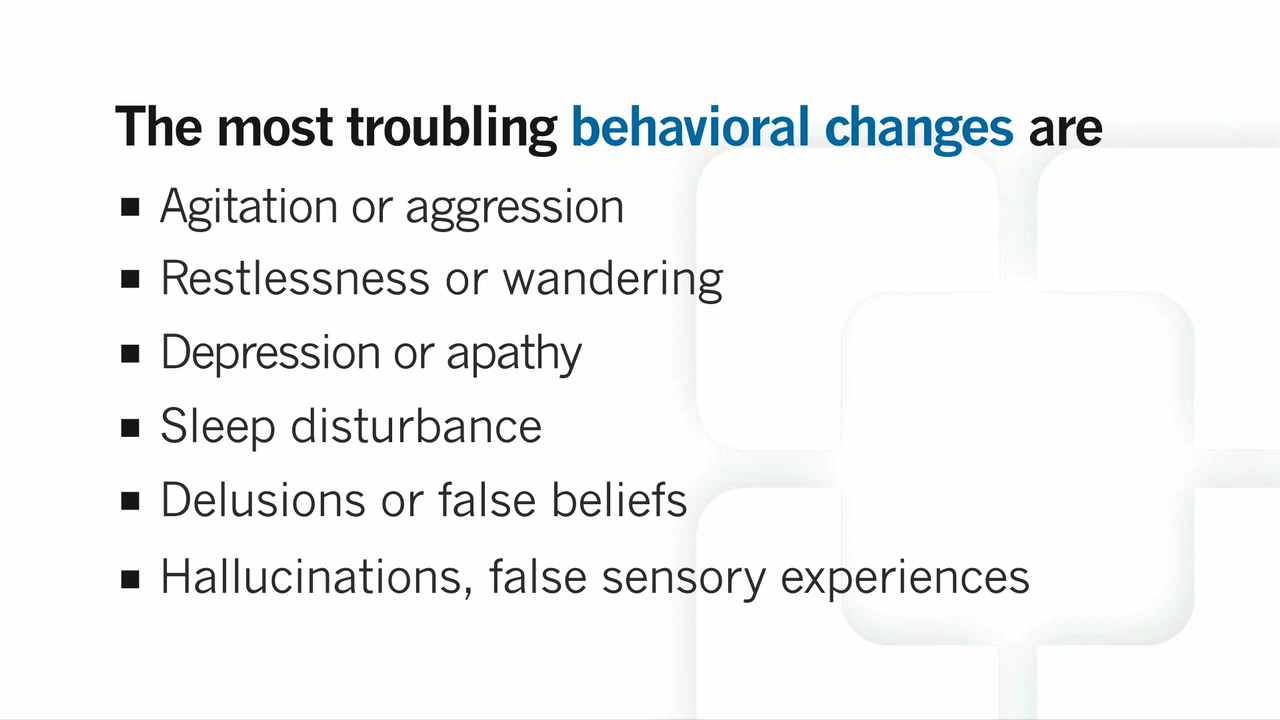 The most troubling behavioral changes are
▪ Agitation or aggression
▪ Restlessness or wandering
▪ Depression or apathy
▪ Sleep disturbance
▪ Delusions or false beliefs
▪ Hallucinations, false sensory experiences